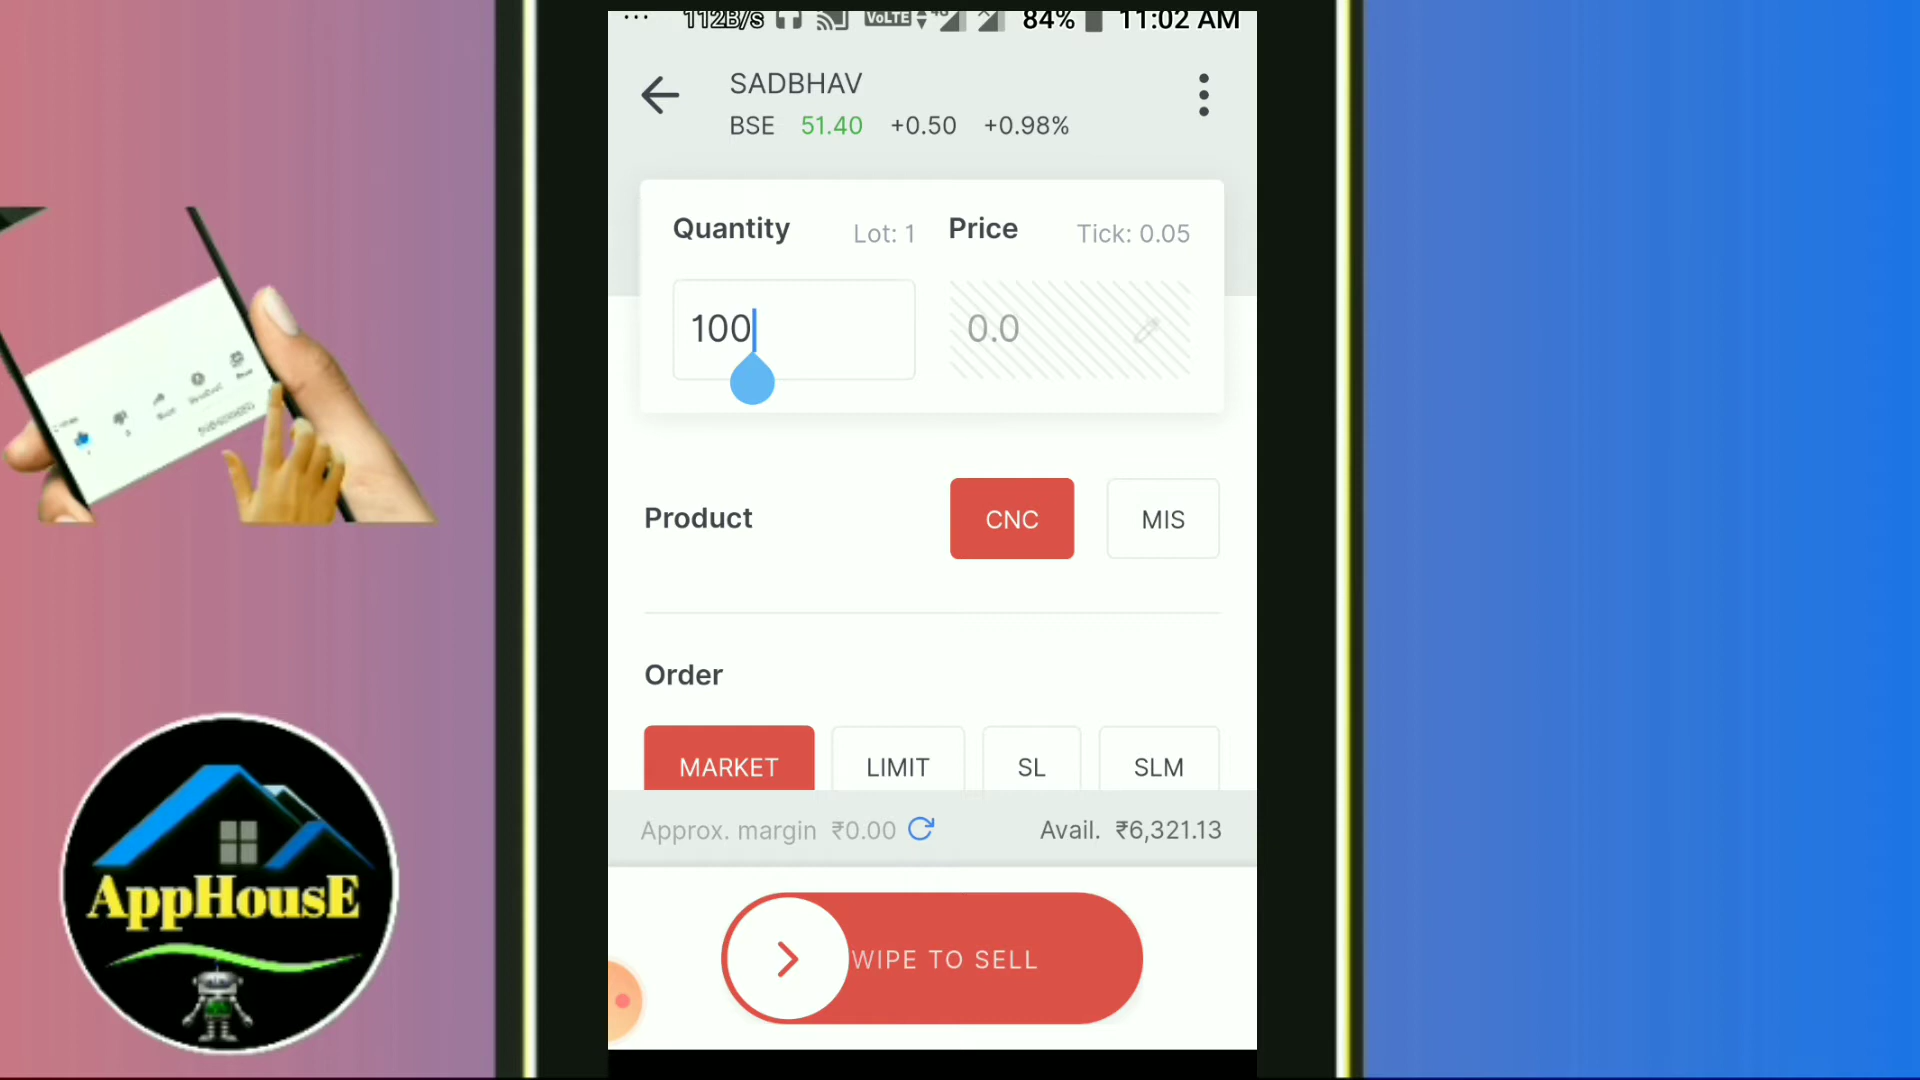 112B/s VoLTE 4G 84% 11:02 AM
SADBHAV
BSE 51.40 +0.50 +0.98%
Quantity Lot: 1 Price Tick: 0.05
100 0.0
Product CNC MIS
Order
MARKET LIMIT SL SLM
Approx. margin ₹0.00 Avail. ₹6,321.13
WIPE TO SELL
AppHousE